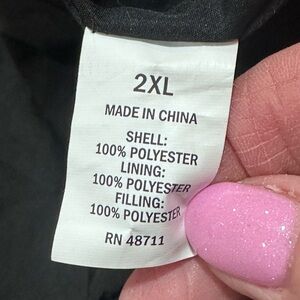 2XL
MADE IN CHINA
SHELL:
100% POLYESTER
LINING:
100% POLYESTER
FILLING:
100% POLYESTER
RN 48711